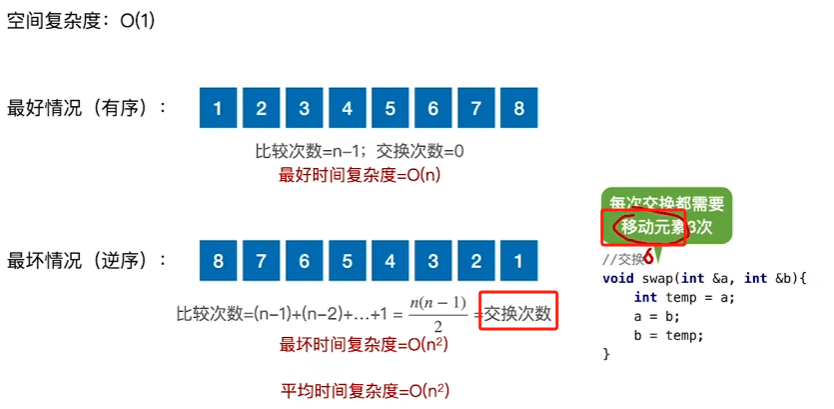 空间复杂度：O(1)
最好情况（有序）：
1 2 3 4 5 6 7 8
比较次数=n−1；交换次数=0
最好时间复杂度=O(n)
每次交换都需要
移动元素3次
最坏情况（逆序）：
8 7 6 5 4 3 2 1
比较次数=(n−1)+(n−2)+…+1 = n(n − 1)/2 =交换次数
最坏时间复杂度=O(n²)
平均时间复杂度=O(n²)
//交换6
void swap(int &a, int &b){
int temp = a;
a = b;
b = temp;
}